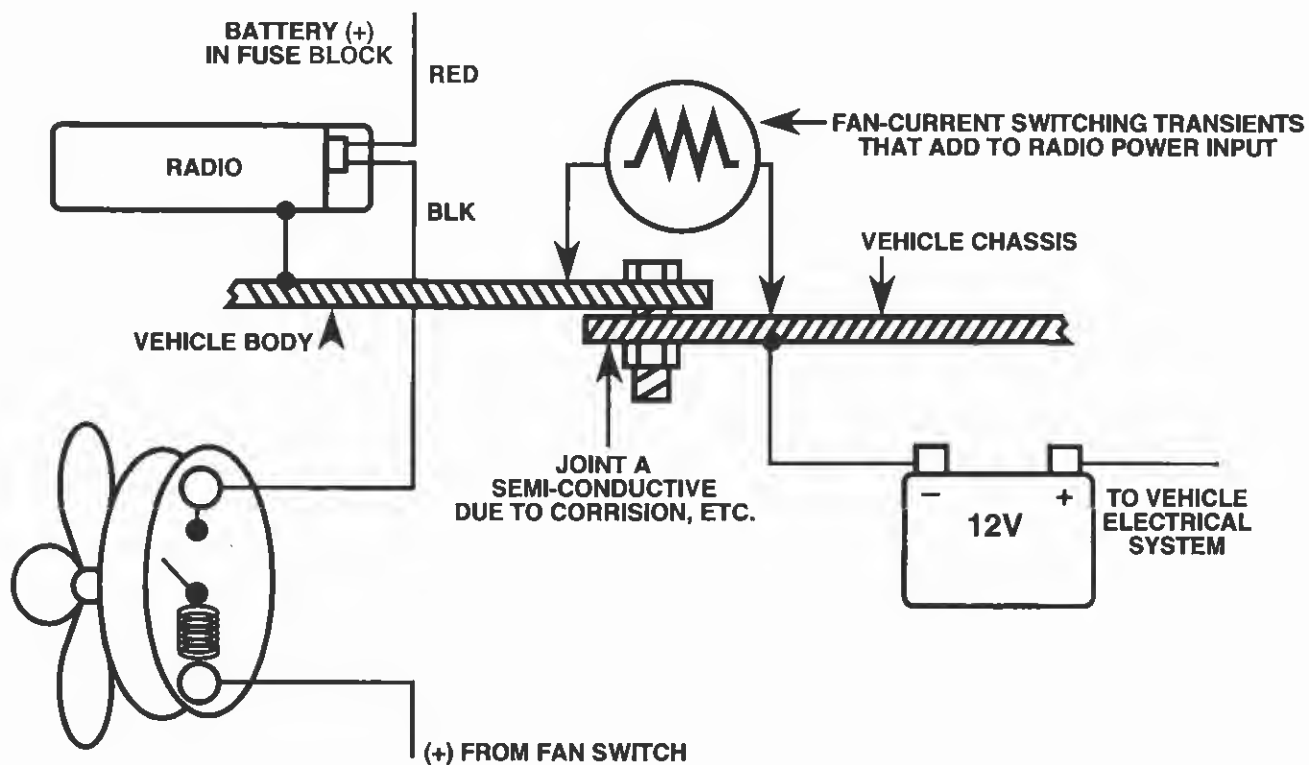 BATTERY (+)
IN FUSE BLOCK
RED
RADIO
BLK
FAN-CURRENT SWITCHING TRANSIENTS
THAT ADD TO RADIO POWER INPUT
VEHICLE CHASSIS
VEHICLE BODY
JOINT A
SEMI-CONDUCTIVE
DUE TO CORRISION, ETC.
– +
12V
TO VEHICLE
ELECTRICAL
SYSTEM
(+) FROM FAN SWITCH